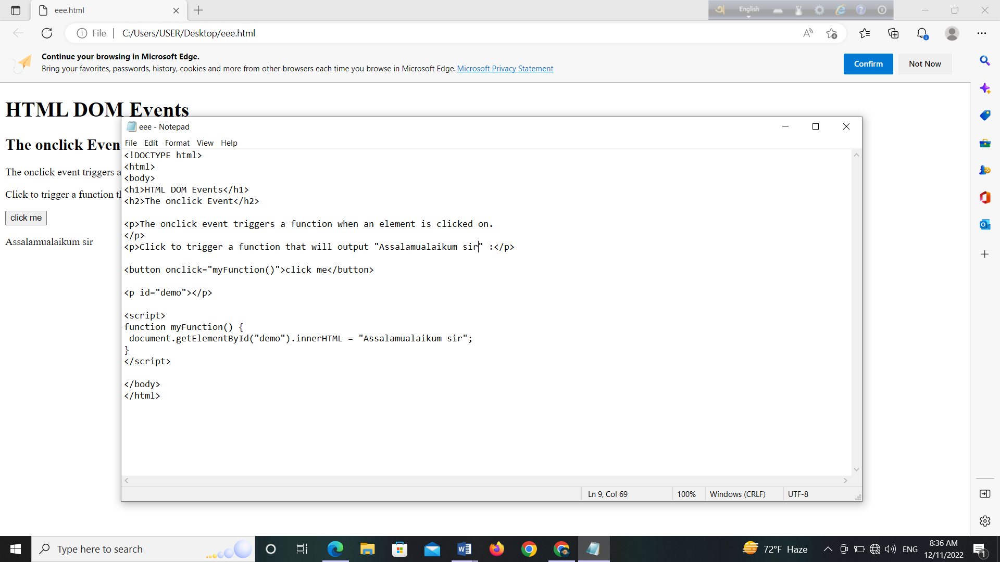 eee.html
English
File
C:/Users/USER/Desktop/eee.html
Continue your browsing in Microsoft Edge.
Bring your favorites, passwords, history, cookies and more from other browsers each time you browse in Microsoft Edge. Microsoft Privacy Statement
Confirm
Not Now
HTML DOM Events
The onclick Even
The onclick event triggers a
Click to trigger a function th
click me
Assalamualaikum sir
eee - Notepad
File Edit Format View Help
<!DOCTYPE html>
<html>
<body>
<h1>HTML DOM Events</h1>
<h2>The onclick Event</h2>
<p>The onclick event triggers a function when an element is clicked on.
</p>
<p>Click to trigger a function that will output "Assalamualaikum sir" :</p>
<button onclick="myFunction()">click me</button>
<p id="demo"></p>
<script>
function myFunction() {
 document.getElementById("demo").innerHTML = "Assalamualaikum sir";
}
</script>
</body>
</html>
Ln 9, Col 69
100%
Windows (CRLF)
UTF-8
Type here to search
72°F Haze
ENG
8:36 AM
12/11/2022
1